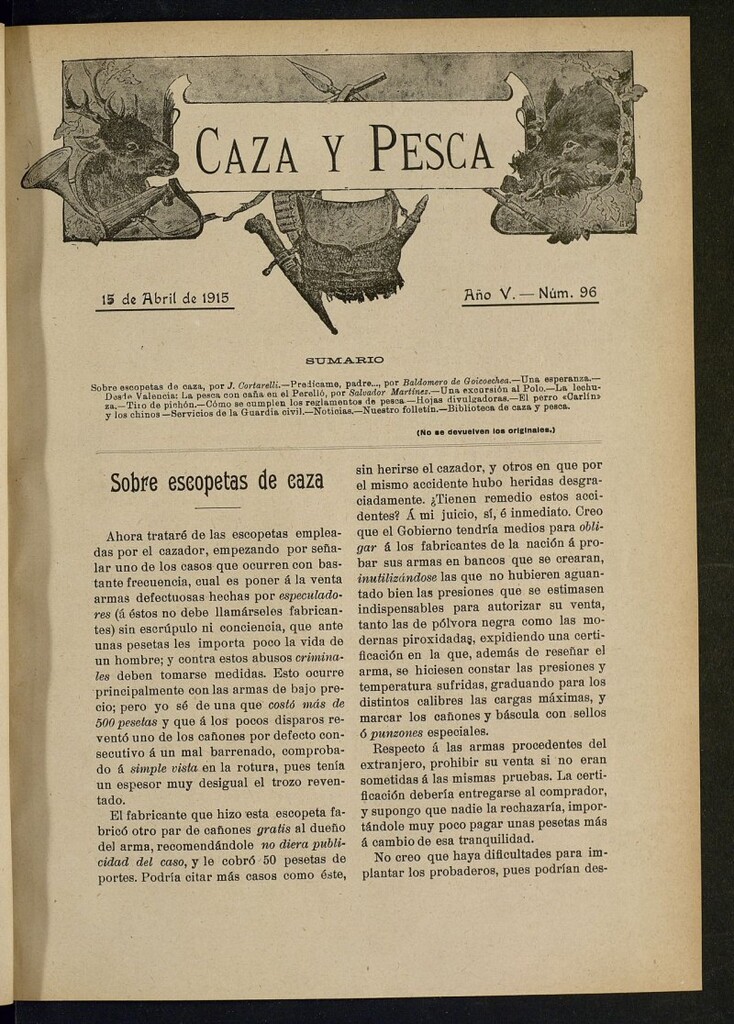 CAZA Y PESCA
15 de Abril de 1915
Año V. — Núm. 96
SUMARIO
Sobre escopetas de caza, por J. Cortarelli.—Predícame, padre..., por Baldomero de Goicoechea.—Una esperanza.—
Desde Valencia: La pesca con caña en el Perelló, por Salvador Martínez.—Una excursión al Polo.—La lechu-
za.—Tiro de pichón.—Cómo se cumplen los reglamentos de pesca—Hojas divulgadoras.—El perro «Carlin»
y los chinos—Servicios de la Guardia civil.—Noticias.—Nuestro folletín.—Biblioteca de caza y pesca.
(No se devuelven los originales.)
Sobre escopetas de caza
Ahora trataré de las escopetas emplea-
das por el cazador, empezando por seña-
lar uno de los casos que ocurren con bas-
tante frecuencia, cual es poner á la venta
armas defectuosas hechas por especulado-
res (á éstos no debe llamárseles fabrican-
tes) sin escrúpulo ni conciencia, que ante
unas pesetas les importa poco la vida de
un hombre; y contra estos abusos crimina-
les deben tomarse medidas. Esto ocurre
principalmente con las armas de bajo pre-
cio; pero yo sé de una que costó más de
500 pesetas y que á los pocos disparos re-
ventó uno de los cañones por defecto con-
secutivo á un mal barrenado, comproba-
do á simple vista en la rotura, pues tenía
un espesor muy desigual el trozo reven-
tado.
El fabricante que hizo esta escopeta fa-
bricó otro par de cañones gratis al dueño
del arma, recomendándole no diera publi-
cidad del caso, y le cobró 50 pesetas de
portes. Podría citar más casos como éste,
sin herirse el cazador, y otros en que por
el mismo accidente hubo heridas desgra-
ciadamente. ¿Tienen remedio estos acci-
dentes? Á mi juicio, sí, é inmediato. Creo
que el Gobierno tendría medios para obli-
gar á los fabricantes de la nación á pro-
bar sus armas en bancos que se crearan,
inutilizándose las que no hubieren aguan-
tado bien las presiones que se estimasen
indispensables para autorizar su venta,
tanto las de pólvora negra como las mo-
dernas piroxidadas, expidiendo una certi-
ficación en la que, además de reseñar el
arma, se hiciesen constar las presiones y
temperatura sufridas, graduando para los
distintos calibres las cargas máximas, y
marcar los cañones y báscula con sellos
ó punzones especiales.
Respecto á las armas procedentes del
extranjero, prohibir su venta si no eran
sometidas á las mismas pruebas. La certi-
ficación debería entregarse al comprador,
y supongo que nadie la rechazaría, impor-
tándole muy poco pagar unas pesetas más
á cambio de esa tranquilidad.
No creo que haya dificultades para im-
plantar los probaderos, pues podrían des-